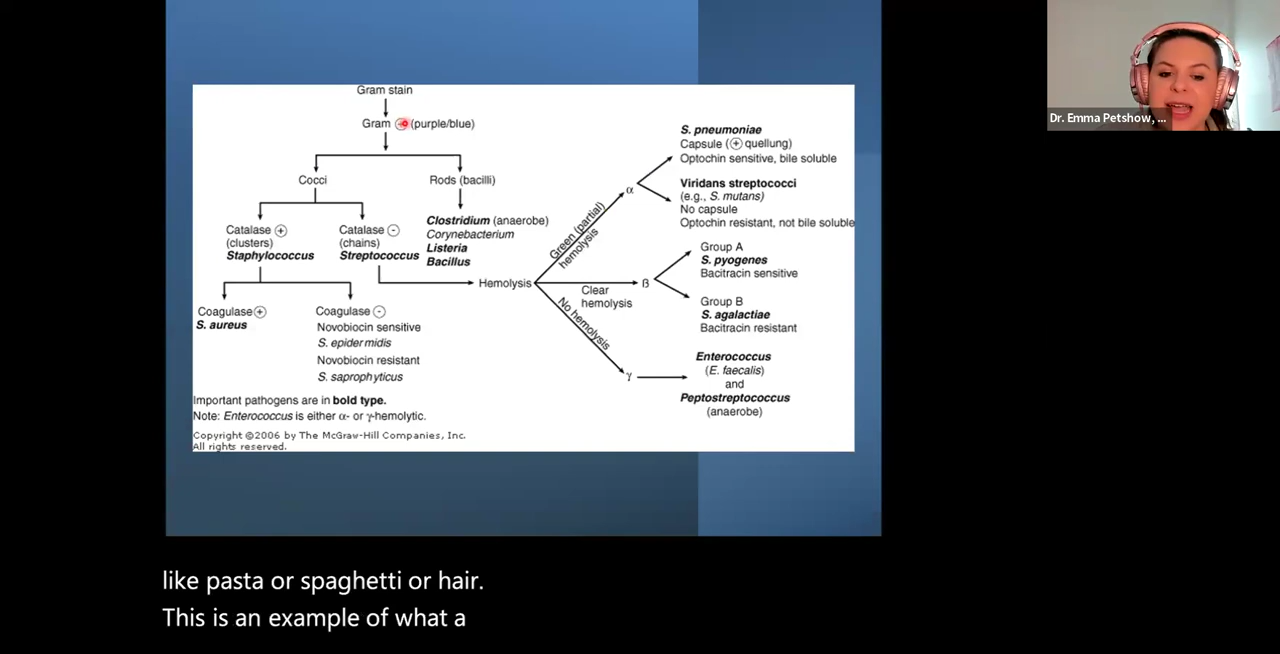 Gram stain
Gram + (purple/blue)
Cocci
Rods (bacilli)
Catalase +
(clusters)
Staphylococcus
Catalase -
(chains)
Streptococcus
Clostridium (anaerobe)
Corynebacterium
Listeria
Bacillus
Coagulase +
S. aureus
Coagulase -
Novobiocin sensitive
S. epidermidis
Novobiocin resistant
S. saprophyticus
Hemolysis
Green (partial)
hemolysis
α
S. pneumoniae
Capsule (+ quellung)
Optochin sensitive, bile soluble
Viridans streptococci
(e.g., S. mutans)
No capsule
Optochin resistant, not bile soluble
Clear
hemolysis
ß
Group A
S. pyogenes
Bacitracin sensitive
Group B
S. agalactiae
Bacitracin resistant
No hemolysis
γ
Enterococcus
(E. faecalis)
and
Peptostreptococcus
(anaerobe)
Important pathogens are in bold type.
Note: Enterococcus is either α- or γ-hemolytic.
Copyright ©2006 by The McGraw-Hill Companies, Inc.
All rights reserved.
Dr. Emma Petshow, ...
like pasta or spaghetti or hair.
This is an example of what a